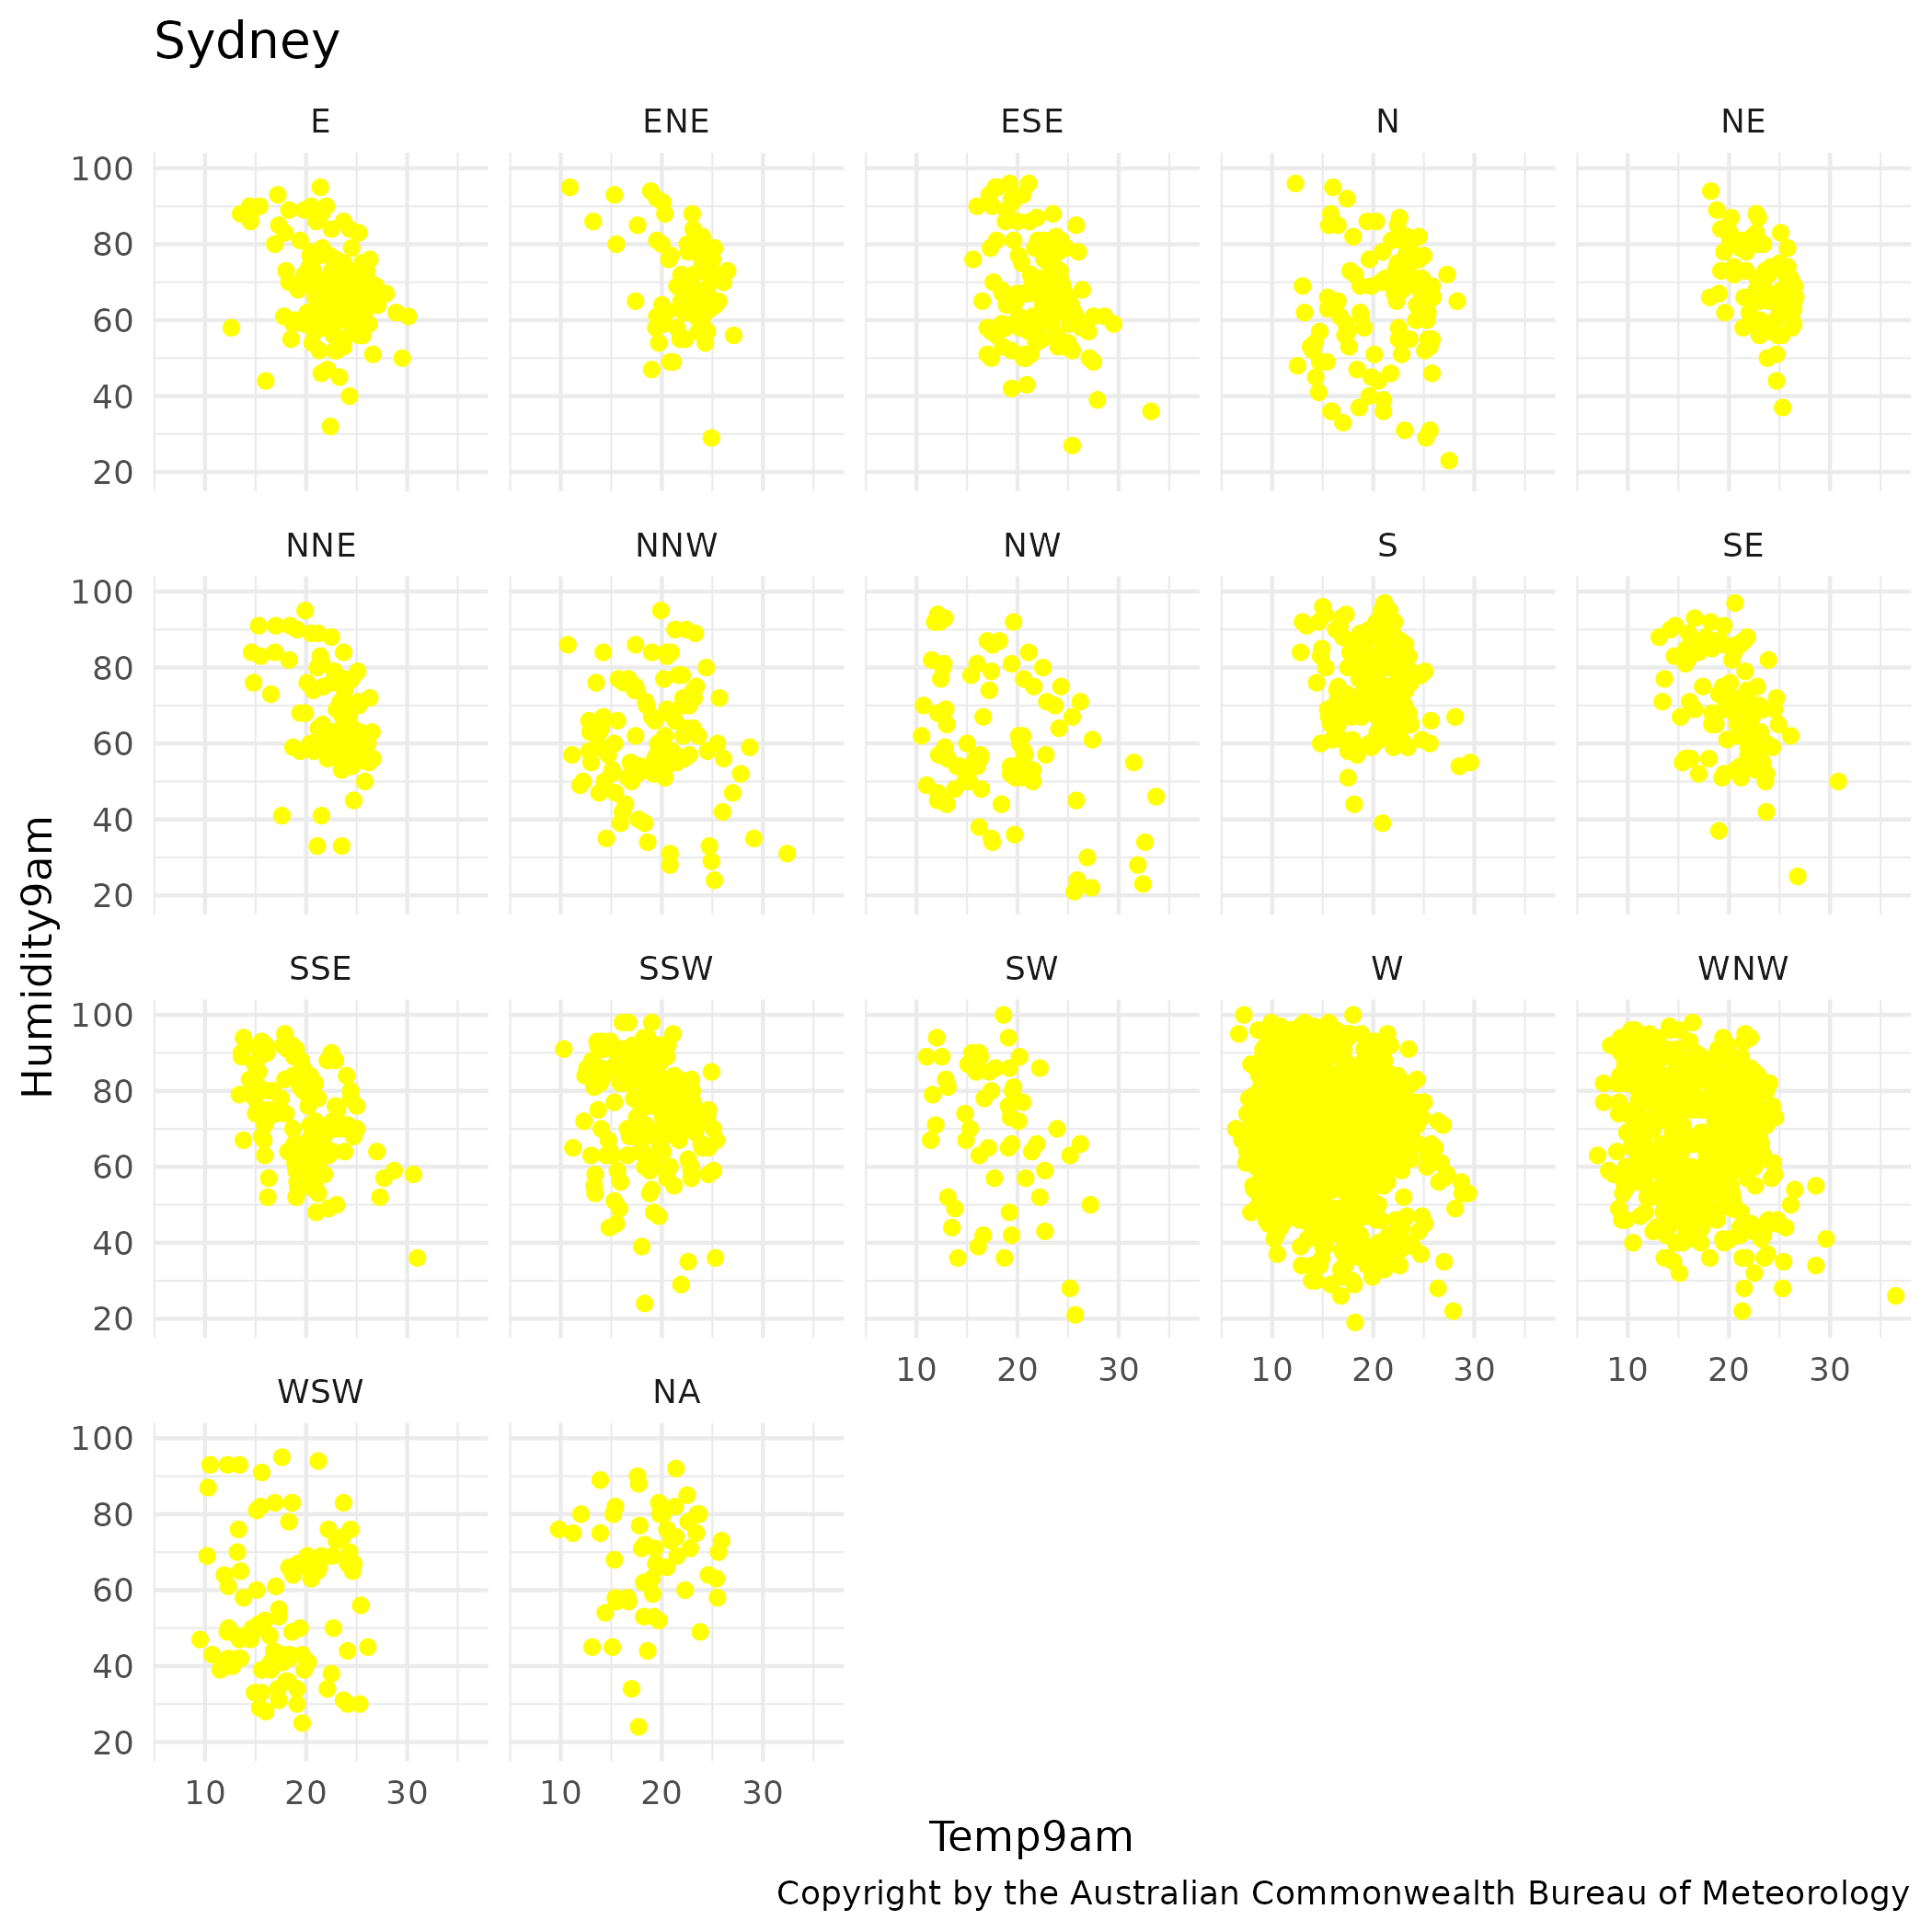 Sydney
E ENE ESE N NE
100
80
60
40
20
NNE NNW NW S SE
100
80
60
40
20
Humidity9am
SSE SSW SW W WNW
100
80
60
40
20
10 20 30 10 20 30 10 20 30
WSW NA
100
80
60
40
20
10 20 30 10 20 30
Temp9am
Copyright by the Australian Commonwealth Bureau of Meteorology